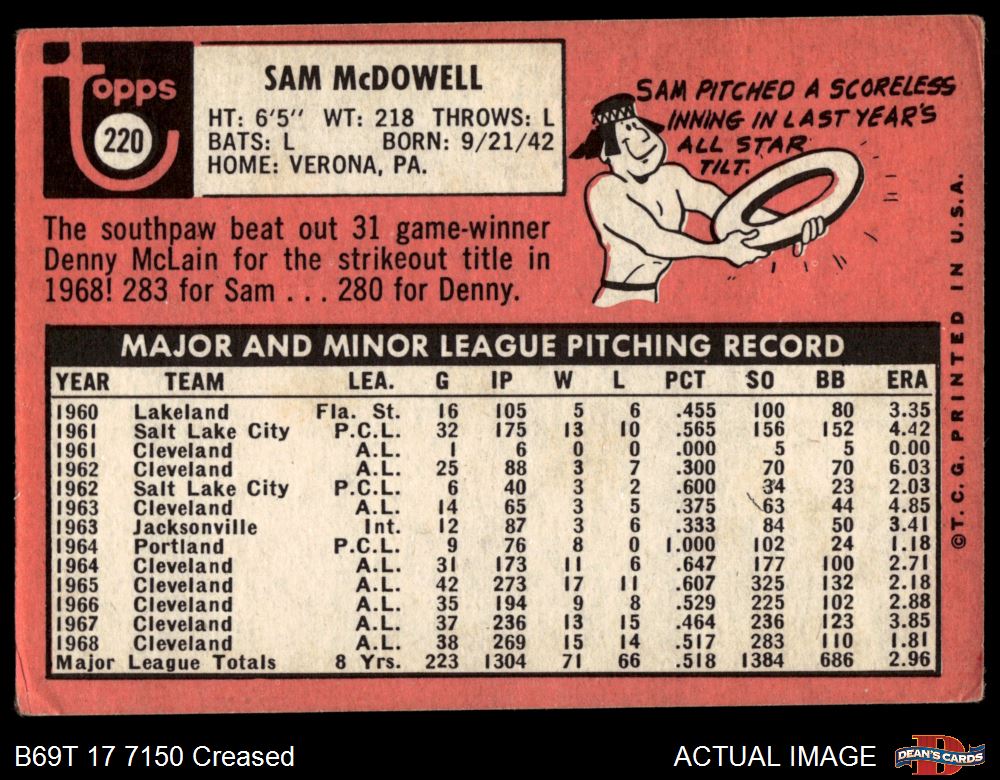 Topps
220
SAM McDOWELL
HT: 6'5" WT: 218 THROWS: L
BATS: L BORN: 9/21/42
HOME: VERONA, PA.
SAM PITCHED A SCORELESS
INNING IN LAST YEAR'S
ALL STAR
TILT.
The southpaw beat out 31 game-winner
Denny McLain for the strikeout title in
1968! 283 for Sam . . . 280 for Denny.
MAJOR AND MINOR LEAGUE PITCHING RECORD
YEAR TEAM LEA. G IP W L PCT SO BB ERA
1960 Lakeland Fla. St. 16 105 5 6 .455 100 80 3.35
1961 Salt Lake City P.C.L. 32 175 13 10 .565 156 152 4.42
1961 Cleveland A.L. 1 6 0 0 .000 5 5 0.00
1962 Cleveland A.L. 25 88 3 7 .300 70 70 6.03
1962 Salt Lake City P.C.L. 6 40 3 2 .600 34 23 2.03
1963 Cleveland A.L. 14 65 3 5 .375 63 44 4.85
1963 Jacksonville Int. 12 87 3 6 .333 84 50 3.41
1964 Portland P.C.L. 9 76 8 0 1.000 102 24 1.18
1964 Cleveland A.L. 31 173 11 6 .647 177 100 2.71
1965 Cleveland A.L. 42 273 17 11 .607 325 132 2.18
1966 Cleveland A.L. 35 194 9 8 .529 225 102 2.88
1967 Cleveland A.L. 37 236 13 15 .464 236 123 3.85
1968 Cleveland A.L. 38 269 15 14 .517 283 110 1.81
Major League Totals 8 Yrs. 223 1304 71 66 .518 1384 686 2.96
©T. C. G. PRINTED IN U.S.A.
B69T 17 7150 Creased
ACTUAL IMAGE
DEAN'S CARDS